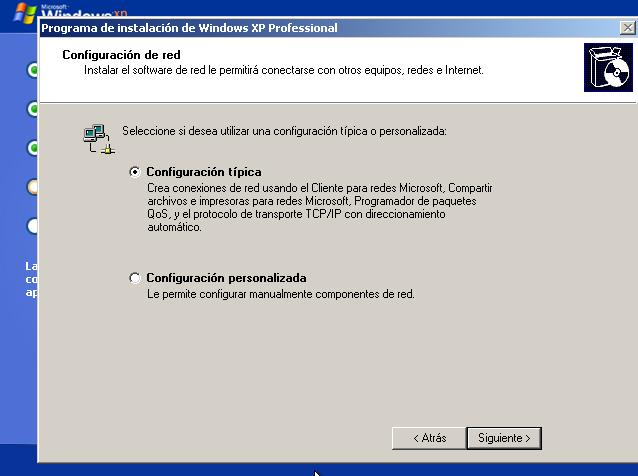 Microsoft
Windows xp
Programa de instalación de Windows XP Professional
Configuración de red
Instalar el software de red le permitirá conectarse con otros equipos, redes e Internet.
Seleccione si desea utilizar una configuración típica o personalizada:
Configuración típica
Crea conexiones de red usando el Cliente para redes Microsoft, Compartir
archivos e impresoras para redes Microsoft, Programador de paquetes
QoS, y el protocolo de transporte TCP/IP con direccionamiento
automático.
Configuración personalizada
Le permite configurar manualmente componentes de red.
La
co
ap
< Atrás
Siguiente >